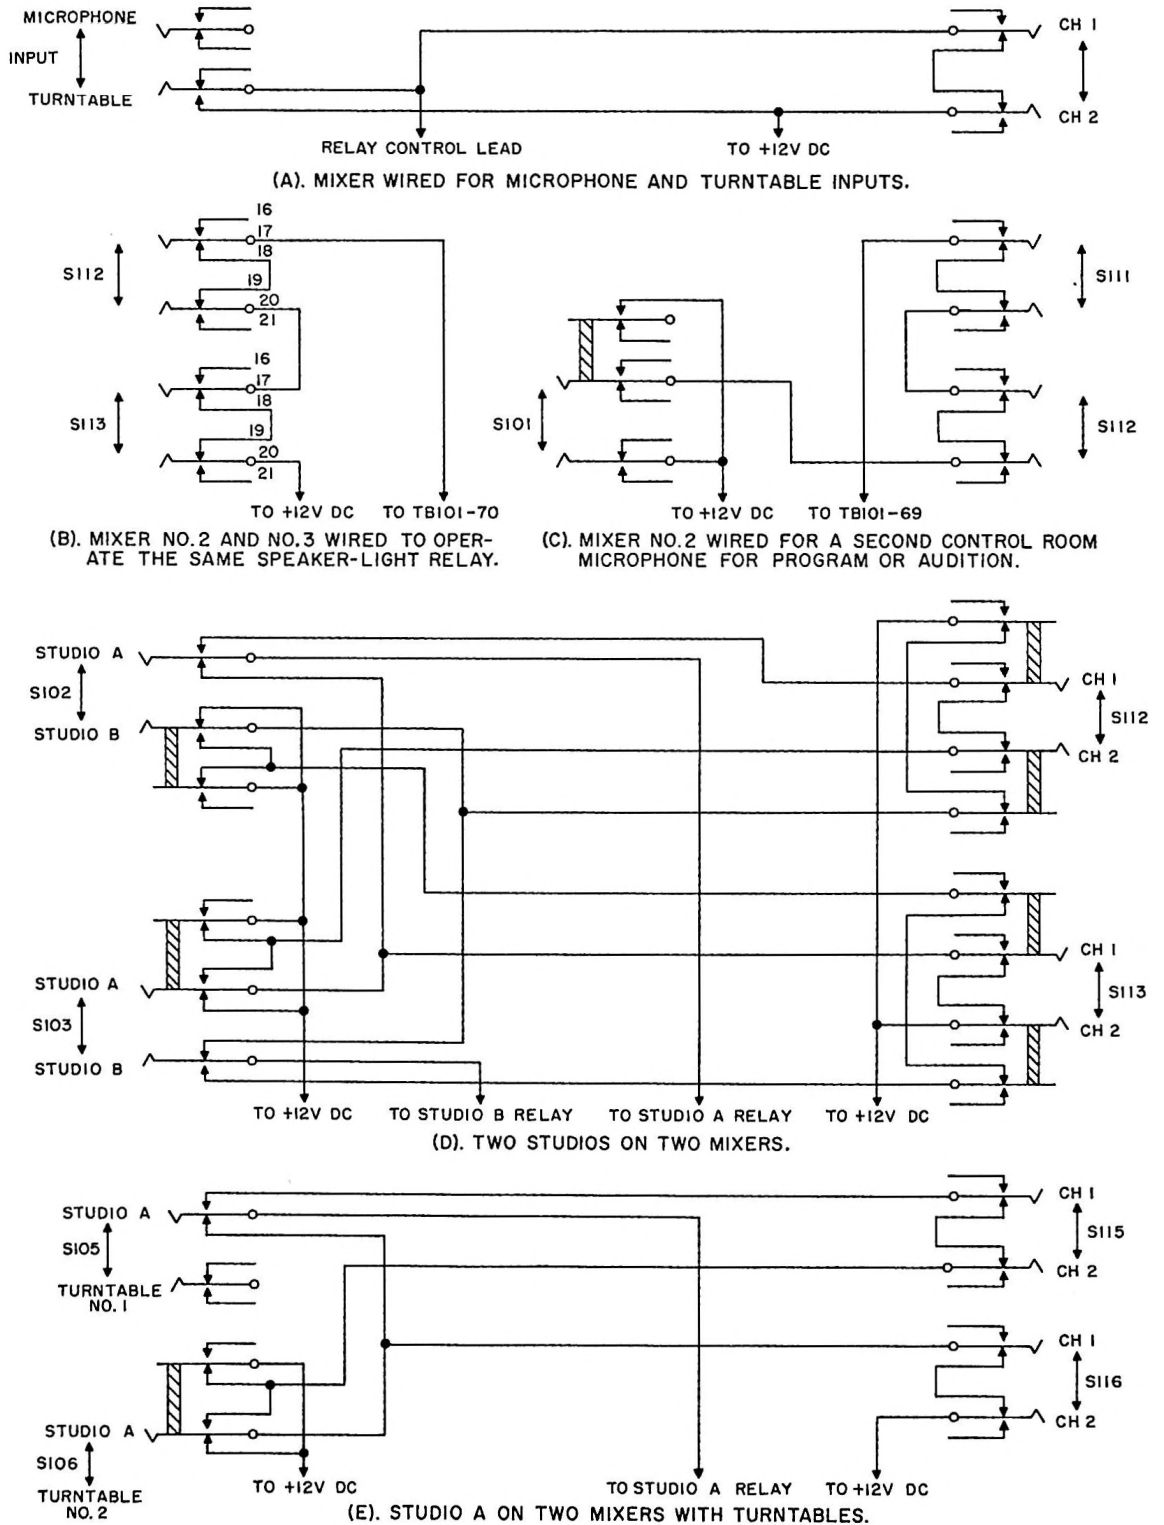 MICROPHONE
INPUT
TURNTABLE
CH 1
CH 2
RELAY CONTROL LEAD
TO +12V DC
(A). MIXER WIRED FOR MICROPHONE AND TURNTABLE INPUTS.
16
17
18
S112
19
20
21
16
17
18
S113
19
20
21
TO +12V DC
TO TB101-70
(B). MIXER NO.2 AND NO.3 WIRED TO OPER-
ATE THE SAME SPEAKER-LIGHT RELAY.
S111
S101
S112
TO +12V DC
TO TB101-69
(C). MIXER NO.2 WIRED FOR A SECOND CONTROL ROOM
MICROPHONE FOR PROGRAM OR AUDITION.
STUDIO A
S102
STUDIO B
CH 1
S112
CH 2
STUDIO A
S103
STUDIO B
CH 1
S113
CH 2
TO +12V DC
TO STUDIO B RELAY
TO STUDIO A RELAY
TO +12V DC
(D). TWO STUDIOS ON TWO MIXERS.
STUDIO A
S105
TURNTABLE
NO. 1
CH 1
S115
CH 2
CH 1
S116
CH 2
STUDIO A
S106
TURNTABLE
NO. 2
TO +12V DC
TO STUDIO A RELAY
TO +12V DC
(E). STUDIO A ON TWO MIXERS WITH TURNTABLES.